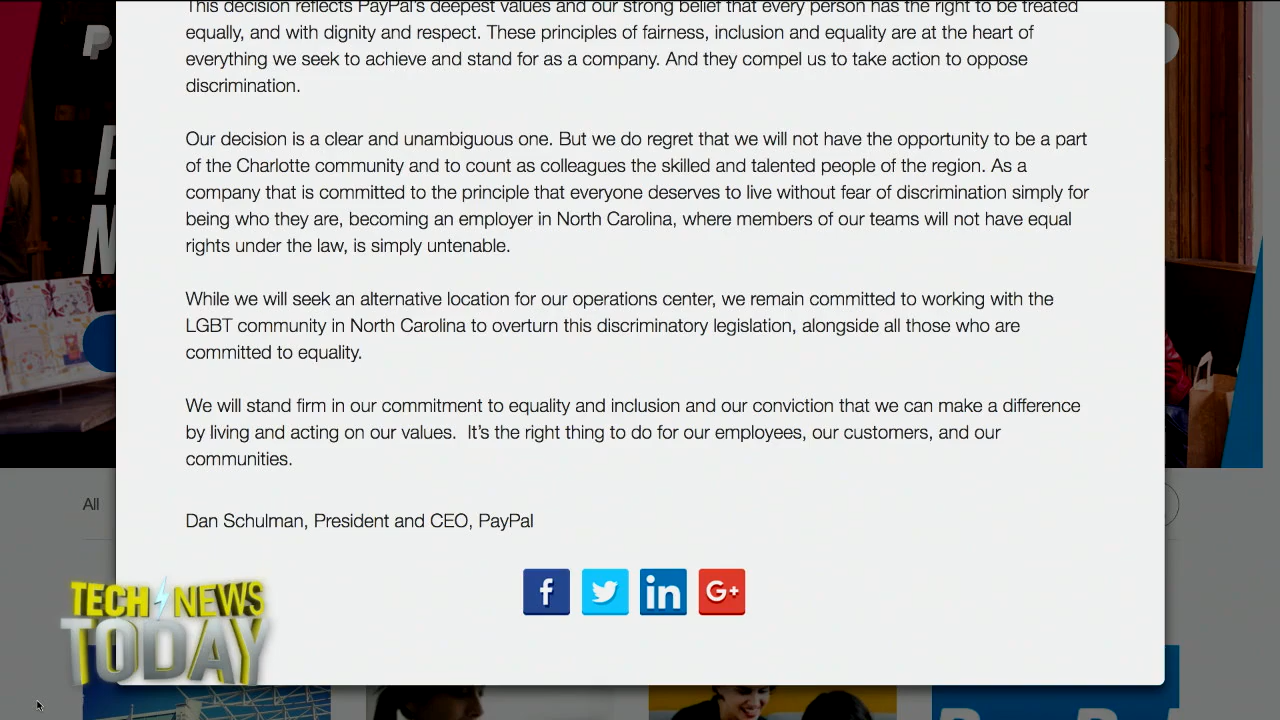 This decision reflects PayPal's deepest values and our strong belief that every person has the right to be treated
equally, and with dignity and respect. These principles of fairness, inclusion and equality are at the heart of
everything we seek to achieve and stand for as a company. And they compel us to take action to oppose
discrimination.
Our decision is a clear and unambiguous one. But we do regret that we will not have the opportunity to be a part
of the Charlotte community and to count as colleagues the skilled and talented people of the region. As a
company that is committed to the principle that everyone deserves to live without fear of discrimination simply for
being who they are, becoming an employer in North Carolina, where members of our teams will not have equal
rights under the law, is simply untenable.
While we will seek an alternative location for our operations center, we remain committed to working with the
LGBT community in North Carolina to overturn this discriminatory legislation, alongside all those who are
committed to equality.
We will stand firm in our commitment to equality and inclusion and our conviction that we can make a difference
by living and acting on our values.  It's the right thing to do for our employees, our customers, and our
communities.
All
Dan Schulman, President and CEO, PayPal
f
in
G+
TECH NEWS
TODAY